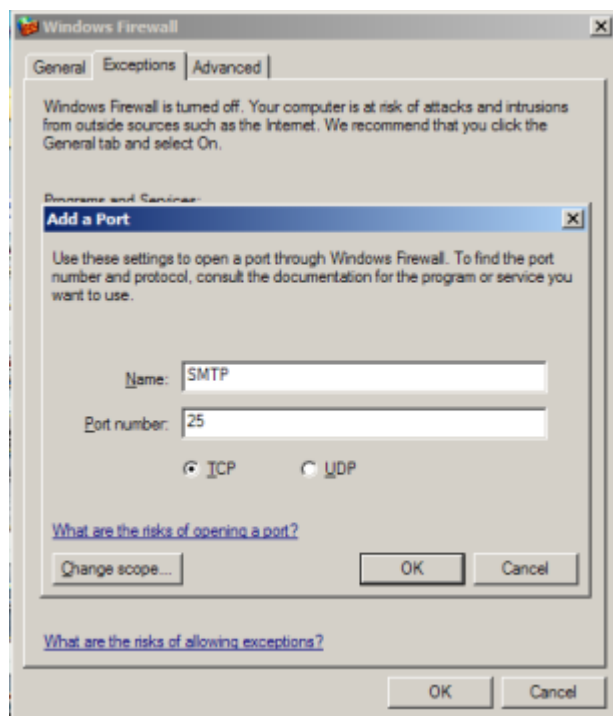 Windows Firewall
General Exceptions Advanced
Windows Firewall is turned off. Your computer is at risk of attacks and intrusions
from outside sources such as the Internet. We recommend that you click the
General tab and select On.
Programs and Services:
Add a Port
Use these settings to open a port through Windows Firewall. To find the port
number and protocol, consult the documentation for the program or service you
want to use.
Name: SMTP
Port number: 25
TCP UDP
What are the risks of opening a port?
Change scope... OK Cancel
What are the risks of allowing exceptions?
OK Cancel